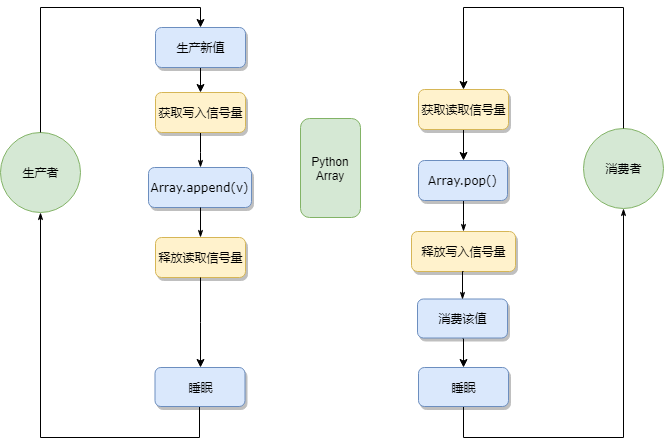 生产者
生产新值
获取写入信号量
Array.append(v)
释放读取信号量
睡眠
Python
Array
获取读取信号量
Array.pop()
释放写入信号量
消费该值
睡眠
消费者